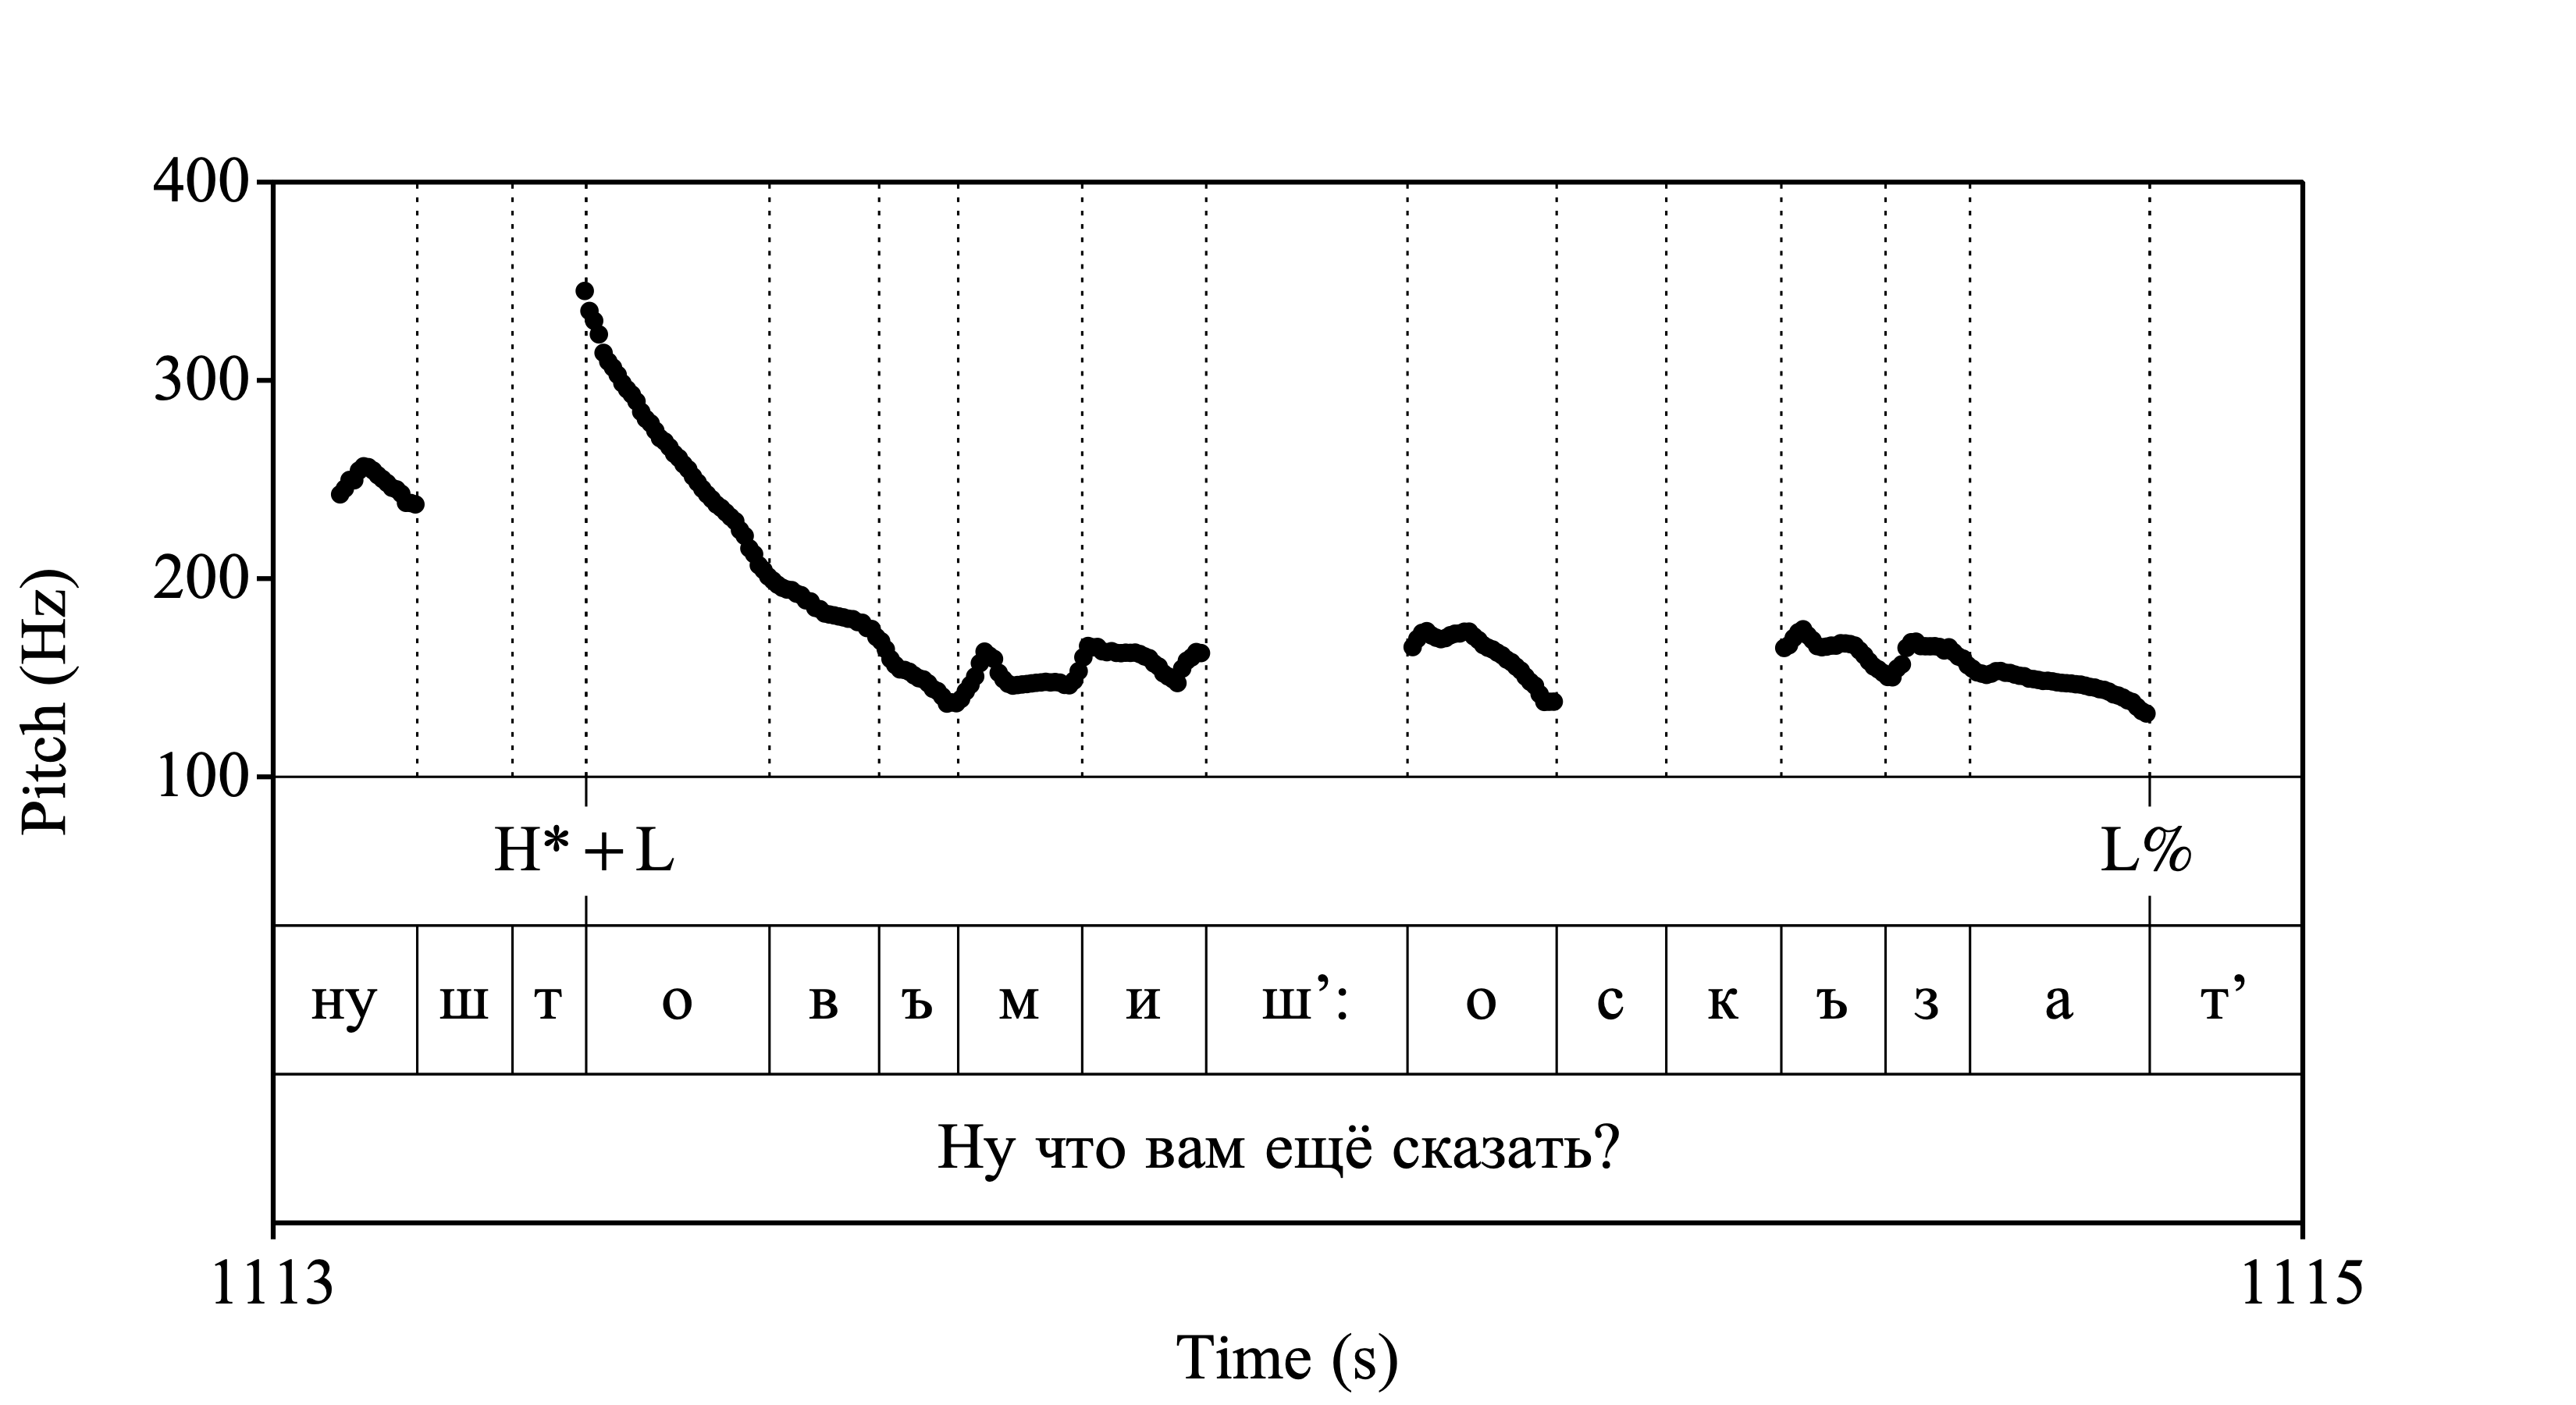 400
300
200
100
Pitch (Hz)
H*+L L%
ну ш т о в ъ м и ш’: о с к ъ з а т’
Ну что вам ещё сказать?
1113 1115
Time (s)